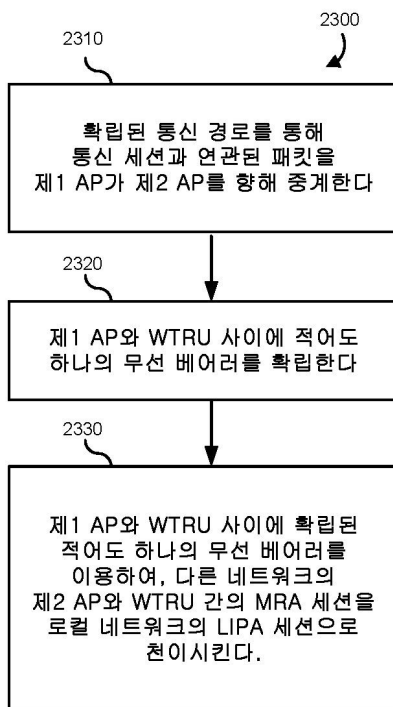 2300
2310
확립된 통신 경로를 통해
통신 세션과 연관된 패킷을
제1 AP가 제2 AP를 향해 중계한다
2320
제1 AP와 WTRU 사이에 적어도
하나의 무선 베어러를 확립한다
2330
제1 AP와 WTRU 사이에 확립된
적어도 하나의 무선 베어러를
이용하여, 다른 네트워크의
제2 AP와 WTRU 간의 MRA 세션을
로컬 네트워크의 LIPA 세션으로
천이시킨다.